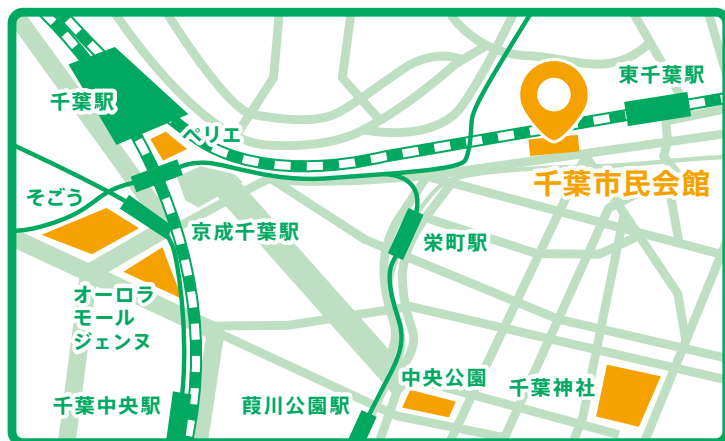 東千葉駅
千葉駅
ペリエ
千葉市民会館
そごう
京成千葉駅
栄町駅
オーロラ
モール
ジェンヌ
中央公園
千葉神社
千葉中央駅
葭川公園駅